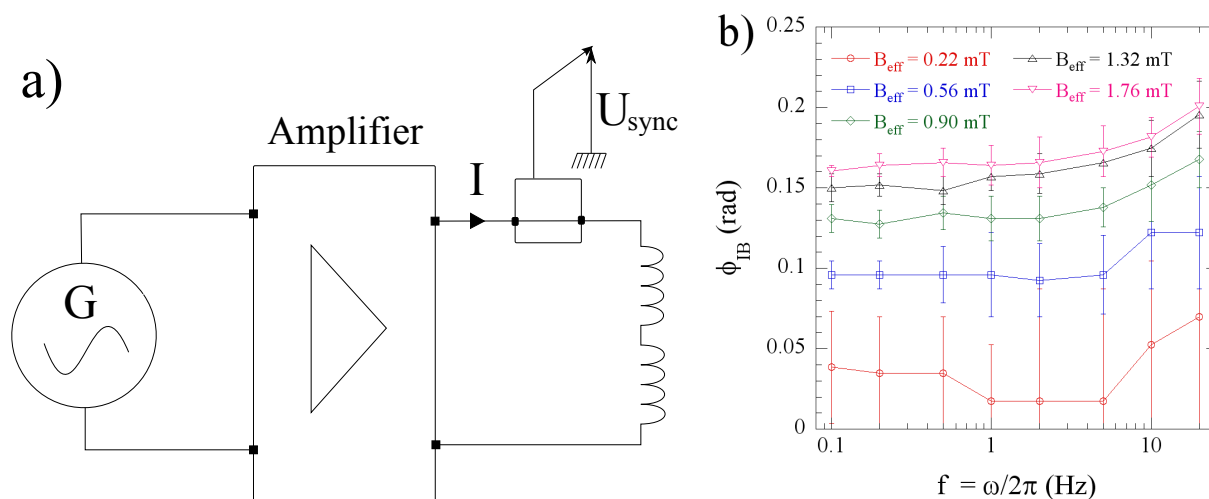 a)
Amplifier
G
I
U_sync
b)
0.25
0.2
0.15
0.1
0.05
0
ϕ_IB (rad)
B_eff = 0.22 mT
B_eff = 1.32 mT
B_eff = 0.56 mT
B_eff = 1.76 mT
B_eff = 0.90 mT
0.1
1
10
f = ω/2π (Hz)